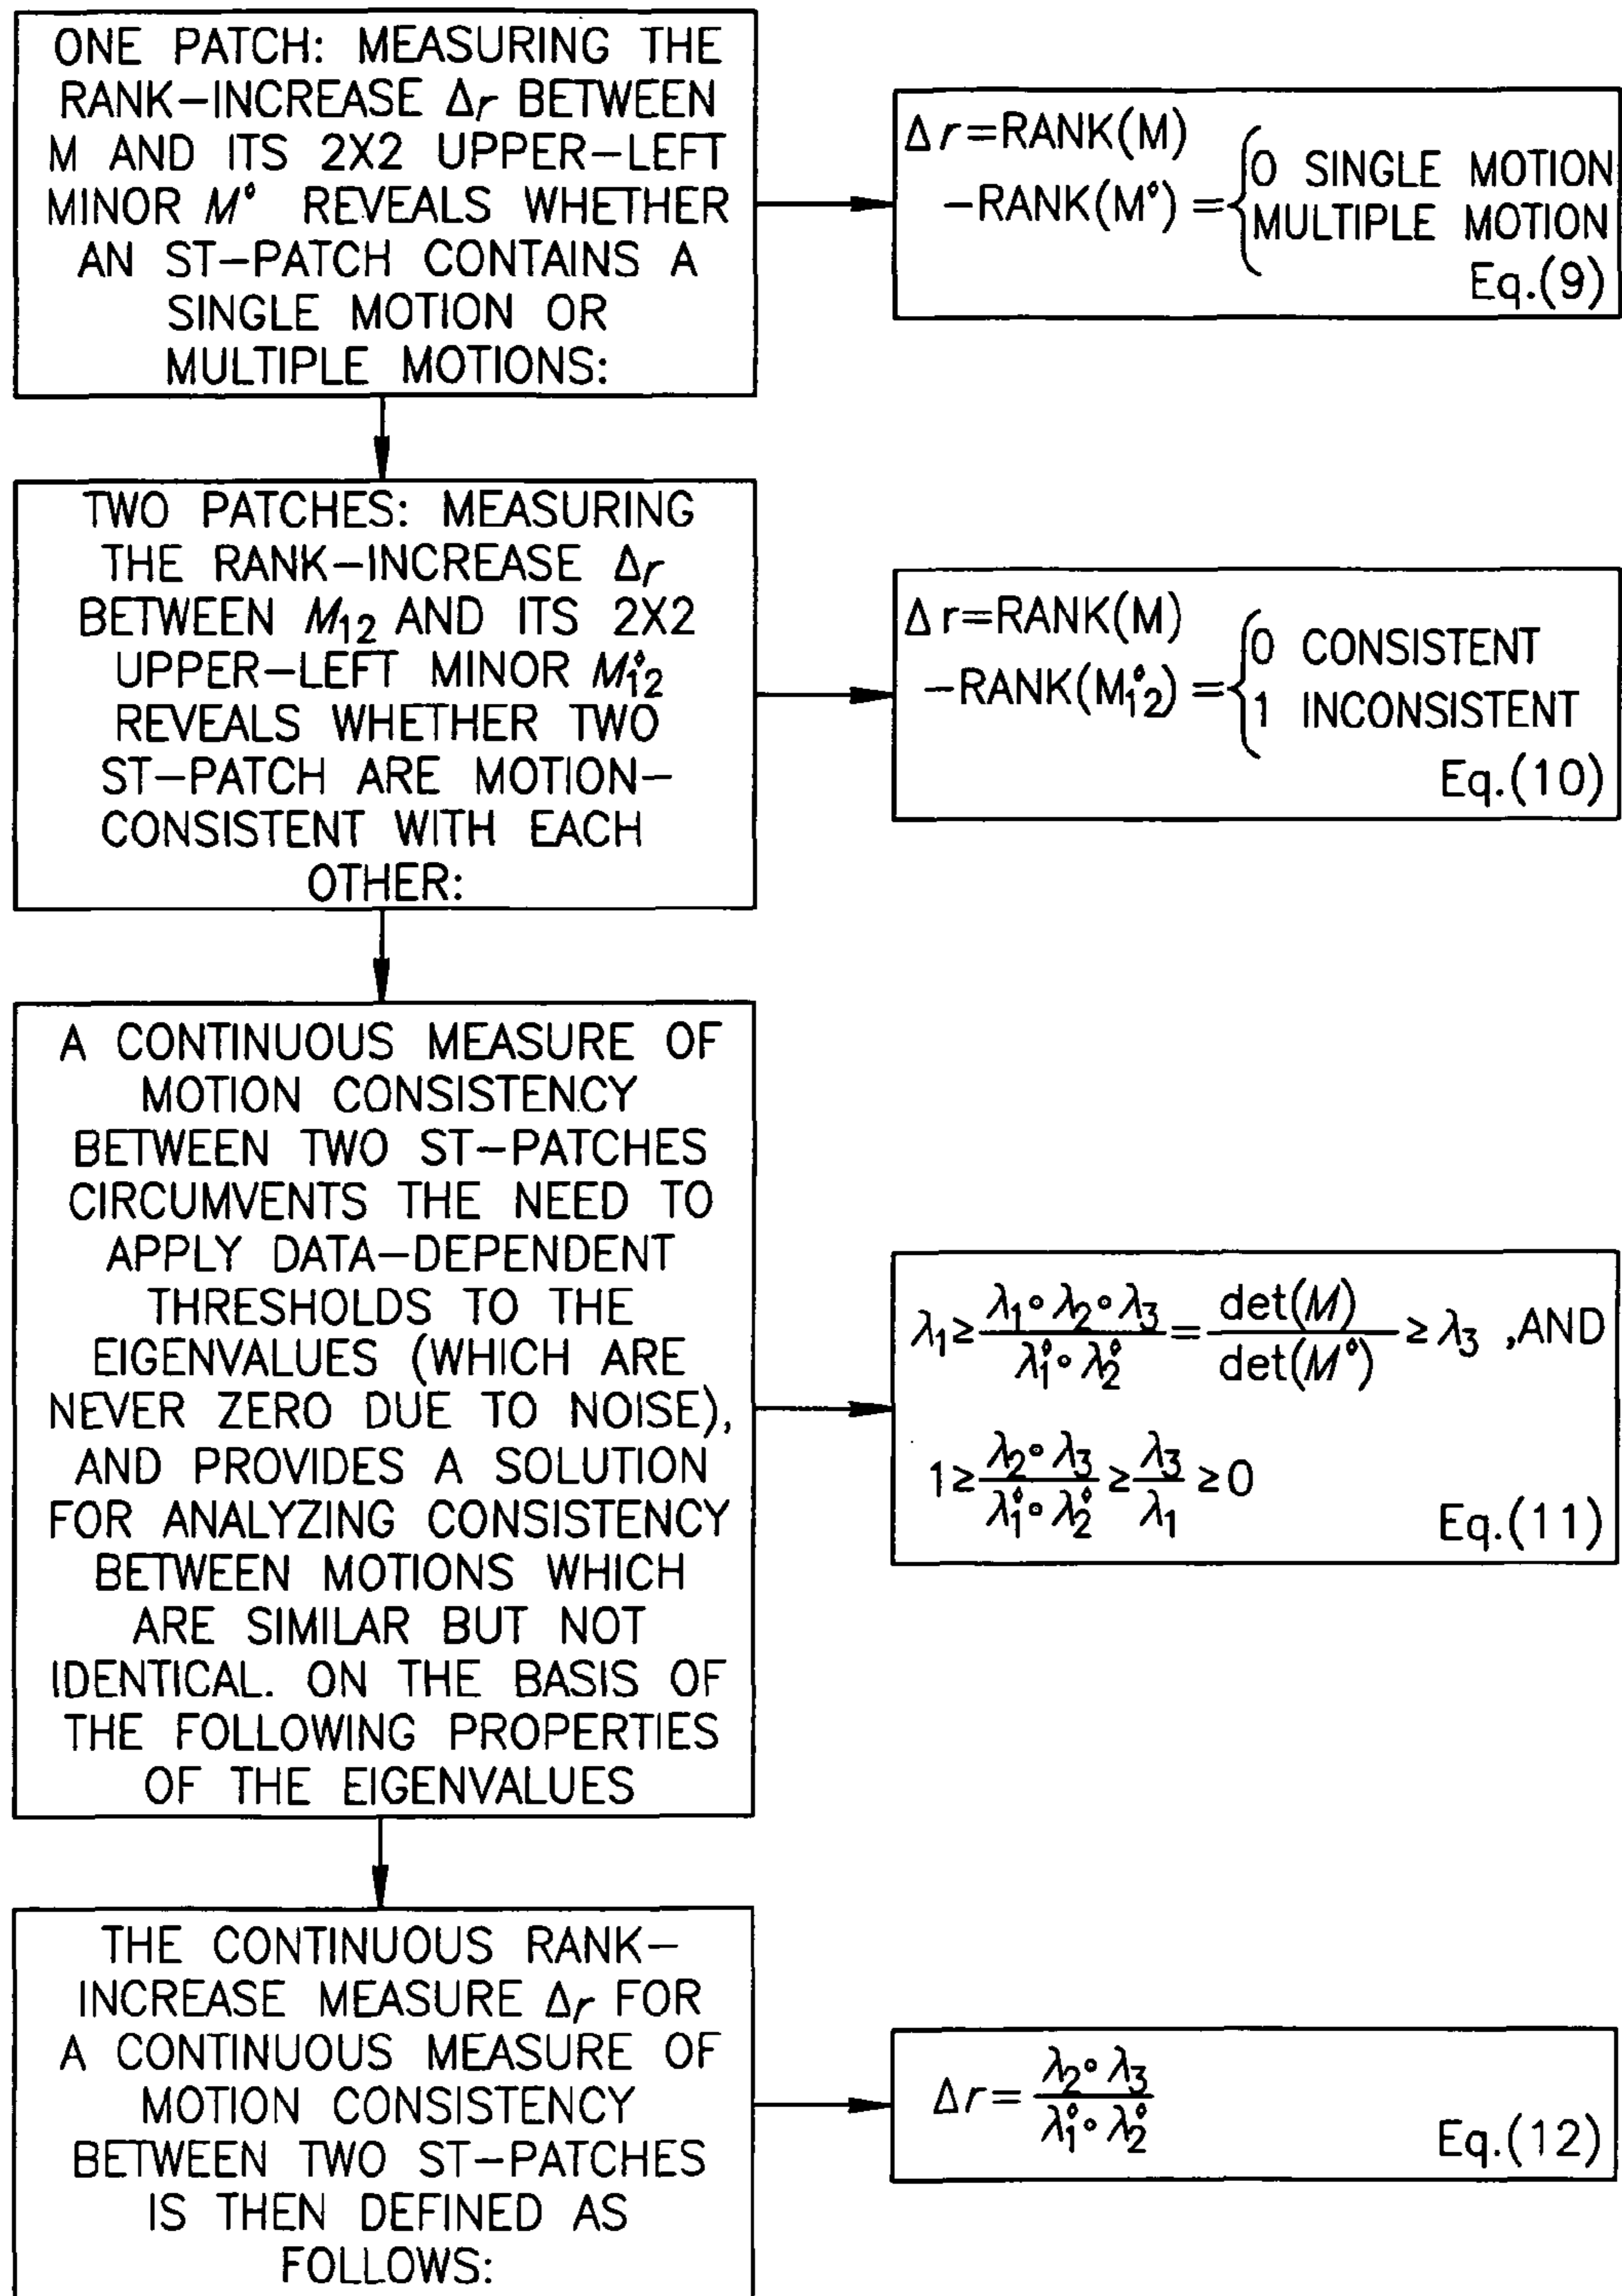 ONE PATCH: MEASURING THE
RANK-INCREASE Δr BETWEEN
M AND ITS 2X2 UPPER-LEFT
MINOR M° REVEALS WHETHER
AN ST-PATCH CONTAINS A
SINGLE MOTION OR
MULTIPLE MOTIONS:
Δ r=RANK(M)
-RANK(M°) = { 0 SINGLE MOTION
MULTIPLE MOTION
Eq.(9)
TWO PATCHES: MEASURING
THE RANK-INCREASE Δr
BETWEEN M₁₂ AND ITS 2X2
UPPER-LEFT MINOR M₁°₂
REVEALS WHETHER TWO
ST-PATCH ARE MOTION-
CONSISTENT WITH EACH
OTHER:
Δ r=RANK(M)
-RANK(M₁°₂) = { 0 CONSISTENT
1 INCONSISTENT
Eq.(10)
A CONTINUOUS MEASURE OF
MOTION CONSISTENCY
BETWEEN TWO ST-PATCHES
CIRCUMVENTS THE NEED TO
APPLY DATA-DEPENDENT
THRESHOLDS TO THE
EIGENVALUES (WHICH ARE
NEVER ZERO DUE TO NOISE),
AND PROVIDES A SOLUTION
FOR ANALYZING CONSISTENCY
BETWEEN MOTIONS WHICH
ARE SIMILAR BUT NOT
IDENTICAL. ON THE BASIS OF
THE FOLLOWING PROPERTIES
OF THE EIGENVALUES
λ₁ ≥ (λ₁∘λ₂∘λ₃)/(λ₁°∘λ₂°) = det(M)/det(M°) ≥ λ₃ ,AND
1 ≥ (λ₂∘λ₃)/(λ₁°∘λ₂°) ≥ λ₃/λ₁ ≥ 0
Eq.(11)
THE CONTINUOUS RANK-
INCREASE MEASURE Δr FOR
A CONTINUOUS MEASURE OF
MOTION CONSISTENCY
BETWEEN TWO ST-PATCHES
IS THEN DEFINED AS
FOLLOWS:
Δr = (λ₂∘λ₃)/(λ₁°∘λ₂°)
Eq.(12)